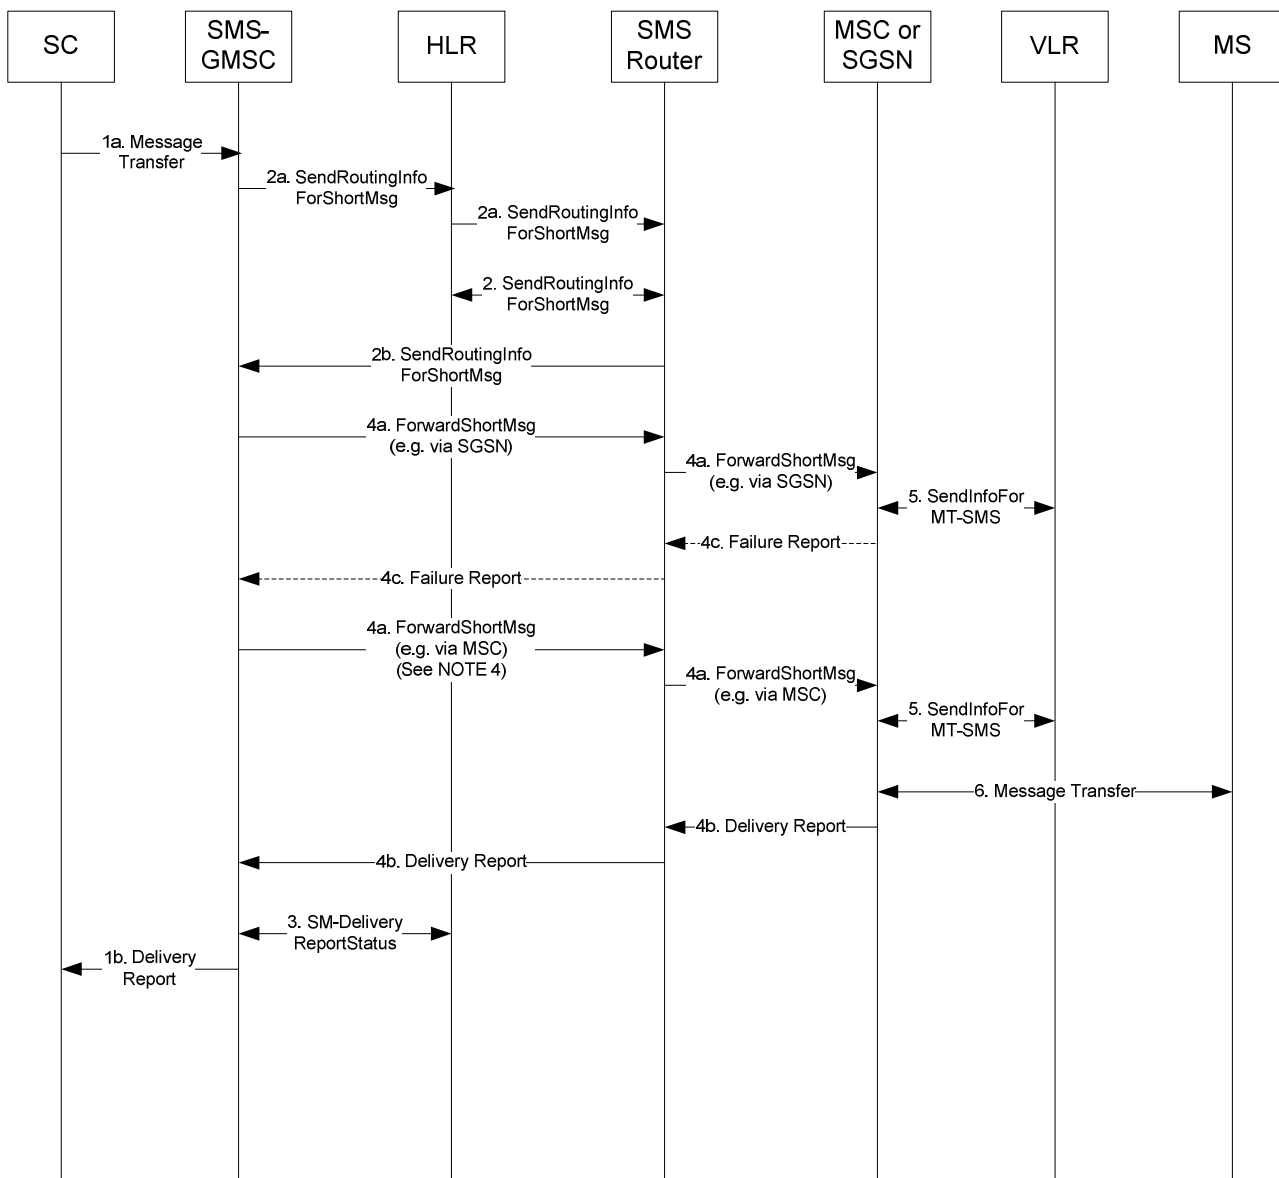 SC
SMS-
GMSC
HLR
SMS
Router
MSC or
SGSN
VLR
MS
1a. Message
Transfer
2a. SendRoutingInfo
ForShortMsg
2a. SendRoutingInfo
ForShortMsg
2. SendRoutingInfo
ForShortMsg
2b. SendRoutingInfo
ForShortMsg
4a. ForwardShortMsg
(e.g. via SGSN)
4a. ForwardShortMsg
(e.g. via SGSN)
5. SendInfoFor
MT-SMS
4c. Failure Report
4c. Failure Report
4a. ForwardShortMsg
(e.g. via MSC)
(See NOTE 4)
4a. ForwardShortMsg
(e.g. via MSC)
5. SendInfoFor
MT-SMS
6. Message Transfer
4b. Delivery Report
4b. Delivery Report
3. SM-Delivery
ReportStatus
1b. Delivery
Report